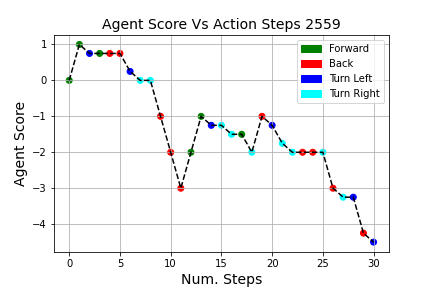 Agent Score Vs Action Steps 2559
Agent Score
1
0
−1
−2
−3
−4
Forward
Back
Turn Left
Turn Right
0 5 10 15 20 25 30
Num. Steps